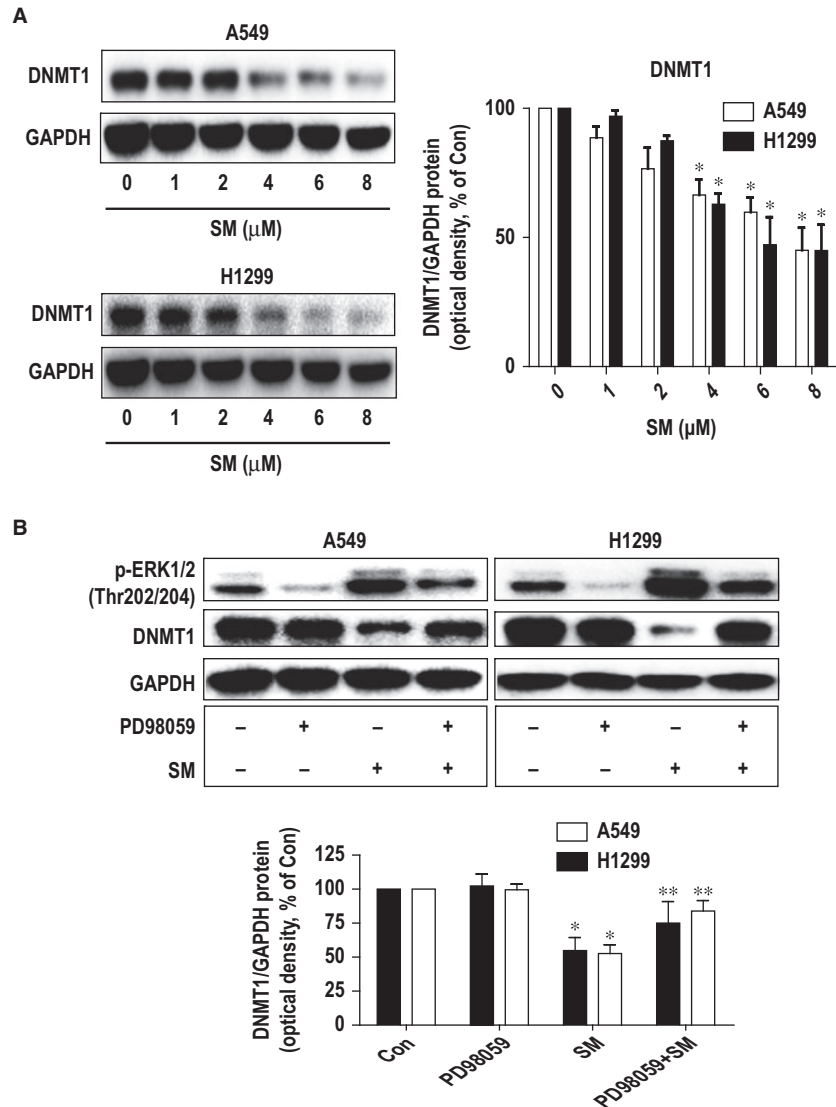 A
A549
DNMT1
GAPDH
0 1 2 4 6 8
SM (μM)
H1299
DNMT1
GAPDH
0 1 2 4 6 8
SM (μM)
DNMT1
A549
H1299
DNMT1/GAPDH protein
(optical density, % of Con)
100
50
0
* * * * * *
0 1 2 4 6 8
SM (μM)
B
A549 H1299
p-ERK1/2
(Thr202/204)
DNMT1
GAPDH
PD98059 – + – + – + – +
SM – – + + – – + +
A549
H1299
DNMT1/GAPDH protein
(optical density, % of Con)
125
100
75
50
25
0
* * ** **
Con PD98059 SM PD98059+SM